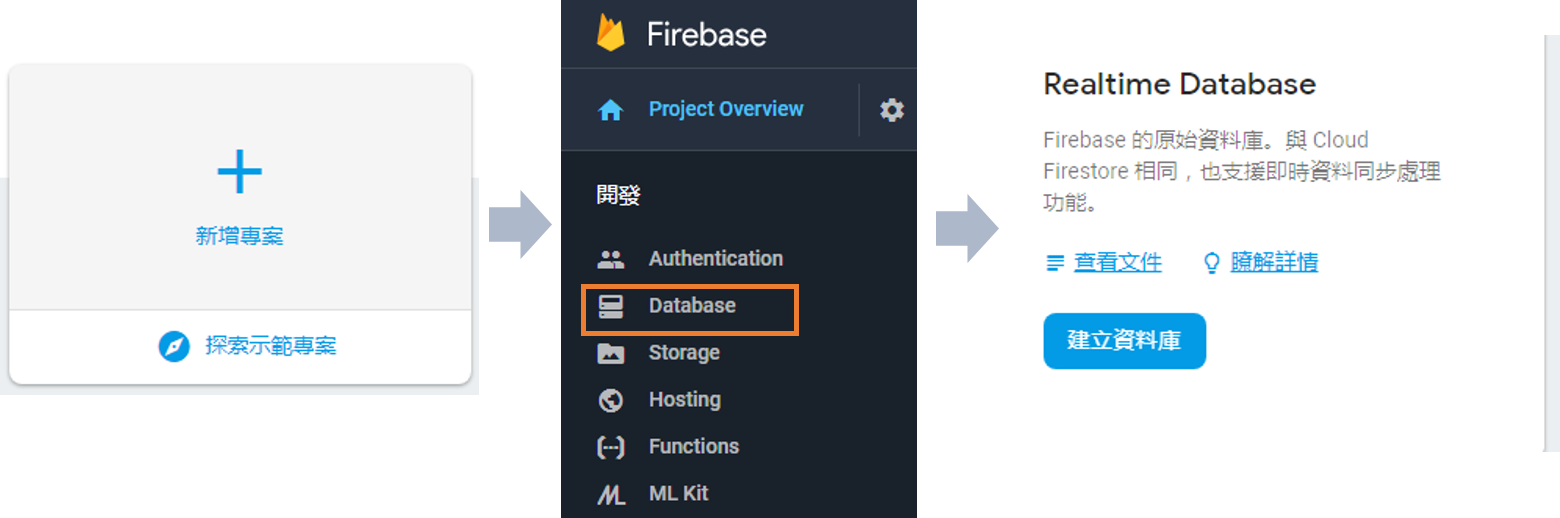 新增專案
探索示範專案
Firebase
Project Overview
開發
Authentication
Database
Storage
Hosting
Functions
ML Kit
Realtime Database
Firebase 的原始資料庫。與 Cloud
Firestore 相同，也支援即時資料同步處理
功能。
查看文件 瞭解詳情
建立資料庫